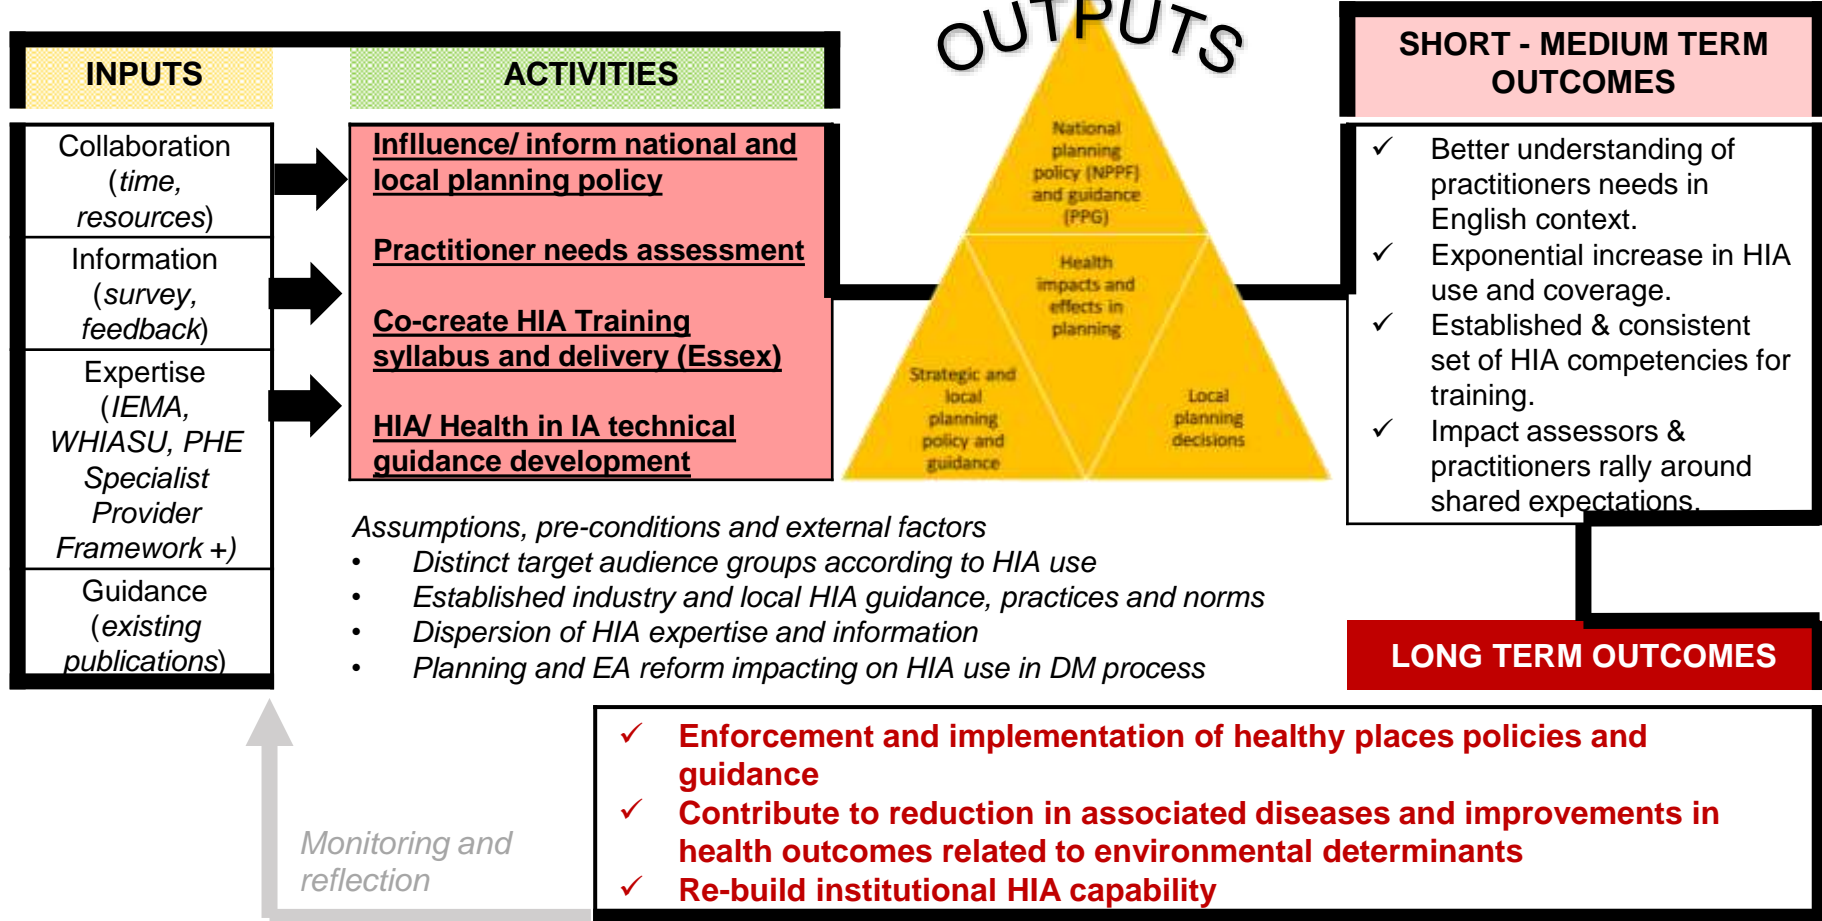 INPUTS
Collaboration
(time,
resources)
Information
(survey,
feedback)
Expertise
(IEMA,
WHIASU, PHE
Specialist
Provider
Framework +)
Guidance
(existing
publications)
ACTIVITIES
Influence/ inform national and
local planning policy
Practitioner needs assessment
Co-create HIA Training
syllabus and delivery (Essex)
HIA/ Health in IA technical
guidance development
OUTPUTS
National
planning
policy (NPPF)
and guidance
(PPG)
Health
impacts and
effects in
planning
Strategic and
local
planning
policy and
guidance
Local
planning
decisions
SHORT - MEDIUM TERM
OUTCOMES
✓ Better understanding of
practitioners needs in
English context.
✓ Exponential increase in HIA
use and coverage.
✓ Established & consistent
set of HIA competencies for
training.
✓ Impact assessors &
practitioners rally around
shared expectations.
Assumptions, pre-conditions and external factors
• Distinct target audience groups according to HIA use
• Established industry and local HIA guidance, practices and norms
• Dispersion of HIA expertise and information
• Planning and EA reform impacting on HIA use in DM process
LONG TERM OUTCOMES
✓ Enforcement and implementation of healthy places policies and
guidance
✓ Contribute to reduction in associated diseases and improvements in
health outcomes related to environmental determinants
✓ Re-build institutional HIA capability
Monitoring and
reflection